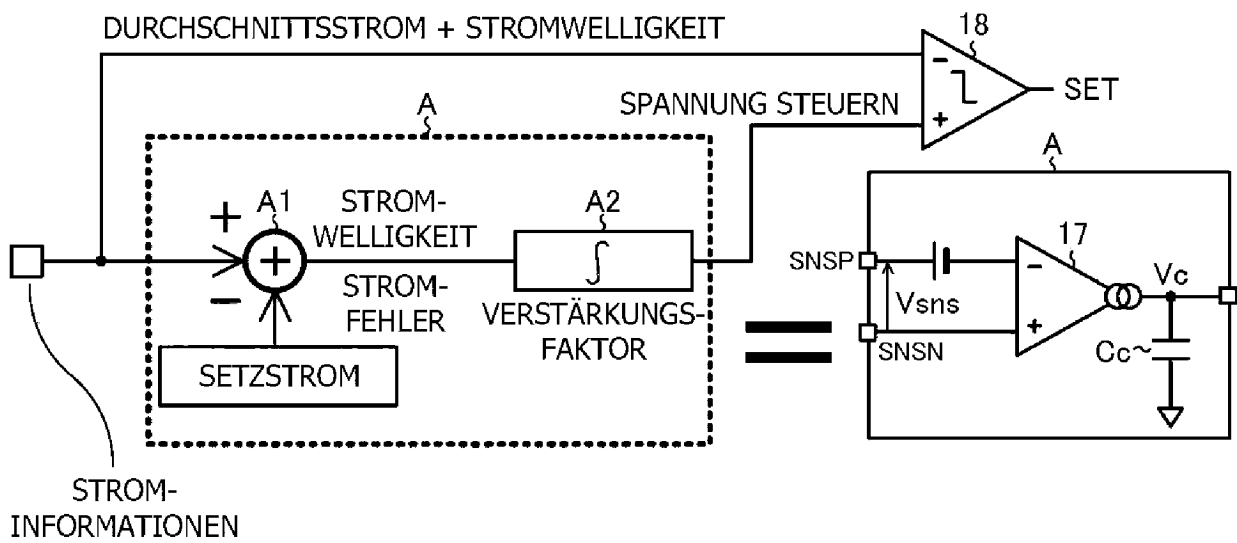 DURCHSCHNITTSSTROM + STROMWELLIGKEIT
18
−
+
SET
SPANNUNG STEUERN
A
A1
+
−
+
STROM-
WELLIGKEIT
STROM-
FEHLER
A2
∫
VERSTÄRKUNGS-
FAKTOR
SETZSTROM
STROM-
INFORMATIONEN
=
A
SNSP
Vsns
SNSN
17
−
+
Vc
Cc